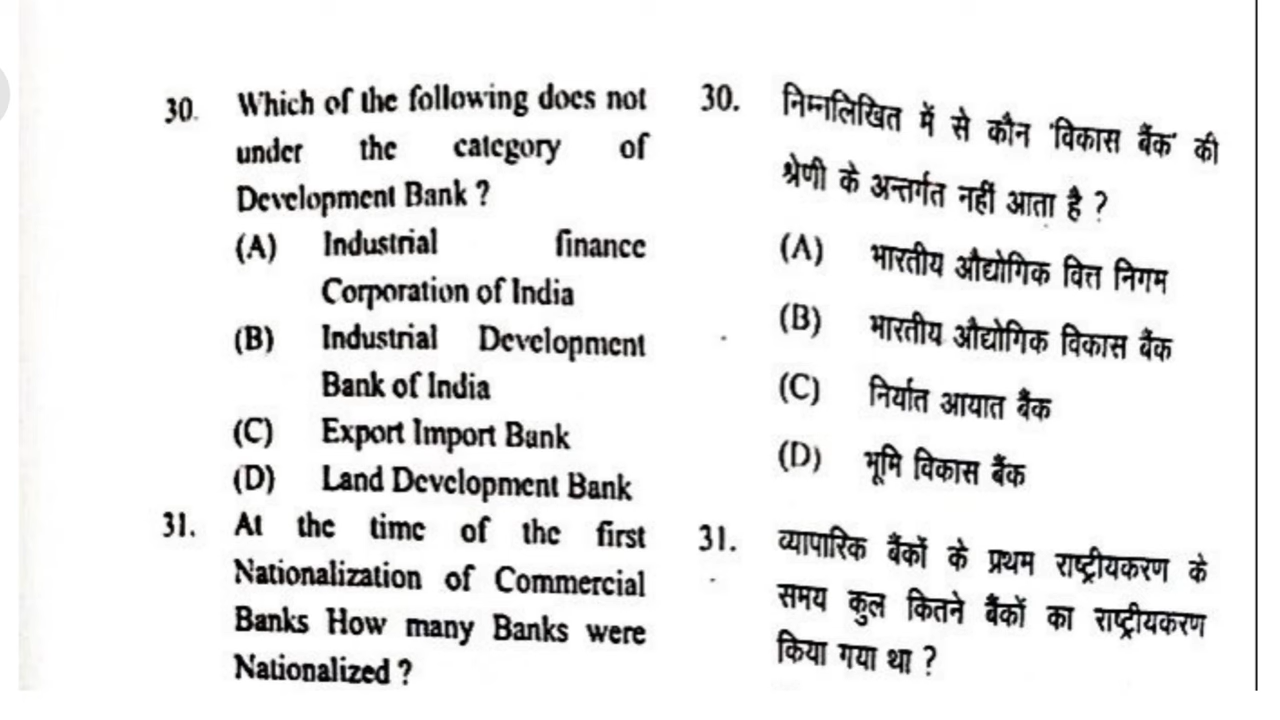 30. Which of the following does not
under the category of
Development Bank ?
(A) Industrial finance
Corporation of India
(B) Industrial Development
Bank of India
(C) Export Import Bank
(D) Land Development Bank
31. At the time of the first
Nationalization of Commercial
Banks How many Banks were
Nationalized ?
30. निम्नलिखित में से कौन 'विकास बैंक' की
श्रेणी के अन्तर्गत नहीं आता है ?
(A) भारतीय औद्योगिक वित्त निगम
(B) भारतीय औद्योगिक विकास बैंक
(C) निर्यात आयात बैंक
(D) भूमि विकास बैंक
31. व्यापारिक बैंकों के प्रथम राष्ट्रीयकरण के
समय कुल कितने बैंकों का राष्ट्रीयकरण
किया गया था ?